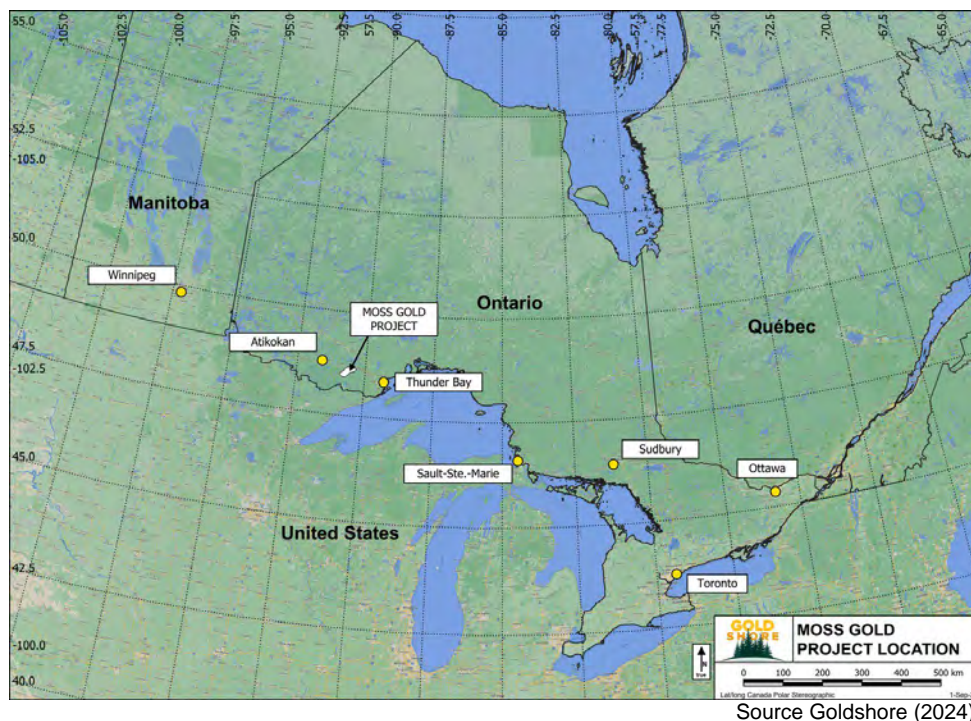 55.0
-105.0
-102.5
-100.0
-97.5
-95.0
-92.5
-90.0
-87.5
-85.0
-82.5
-80.0
-77.5
-75.0
-70.0
-65.0
52.5
-105.0
Manitoba
50.0
Winnipeg
Ontario
MOSS GOLD
PROJECT
Québec
47.5
-102.5
Atikokan
Thunder Bay
45.0
Sudbury
Sault-Ste.-Marie
Ottawa
United States
42.5
Toronto
-100.0
40.0
GOLD
SHORE
MOSS GOLD
PROJECT LOCATION
N
true
0 100 200 300 400 500 km
Lat/long Canada Polar Stereographic
1-Sep-
Source Goldshore (2024)